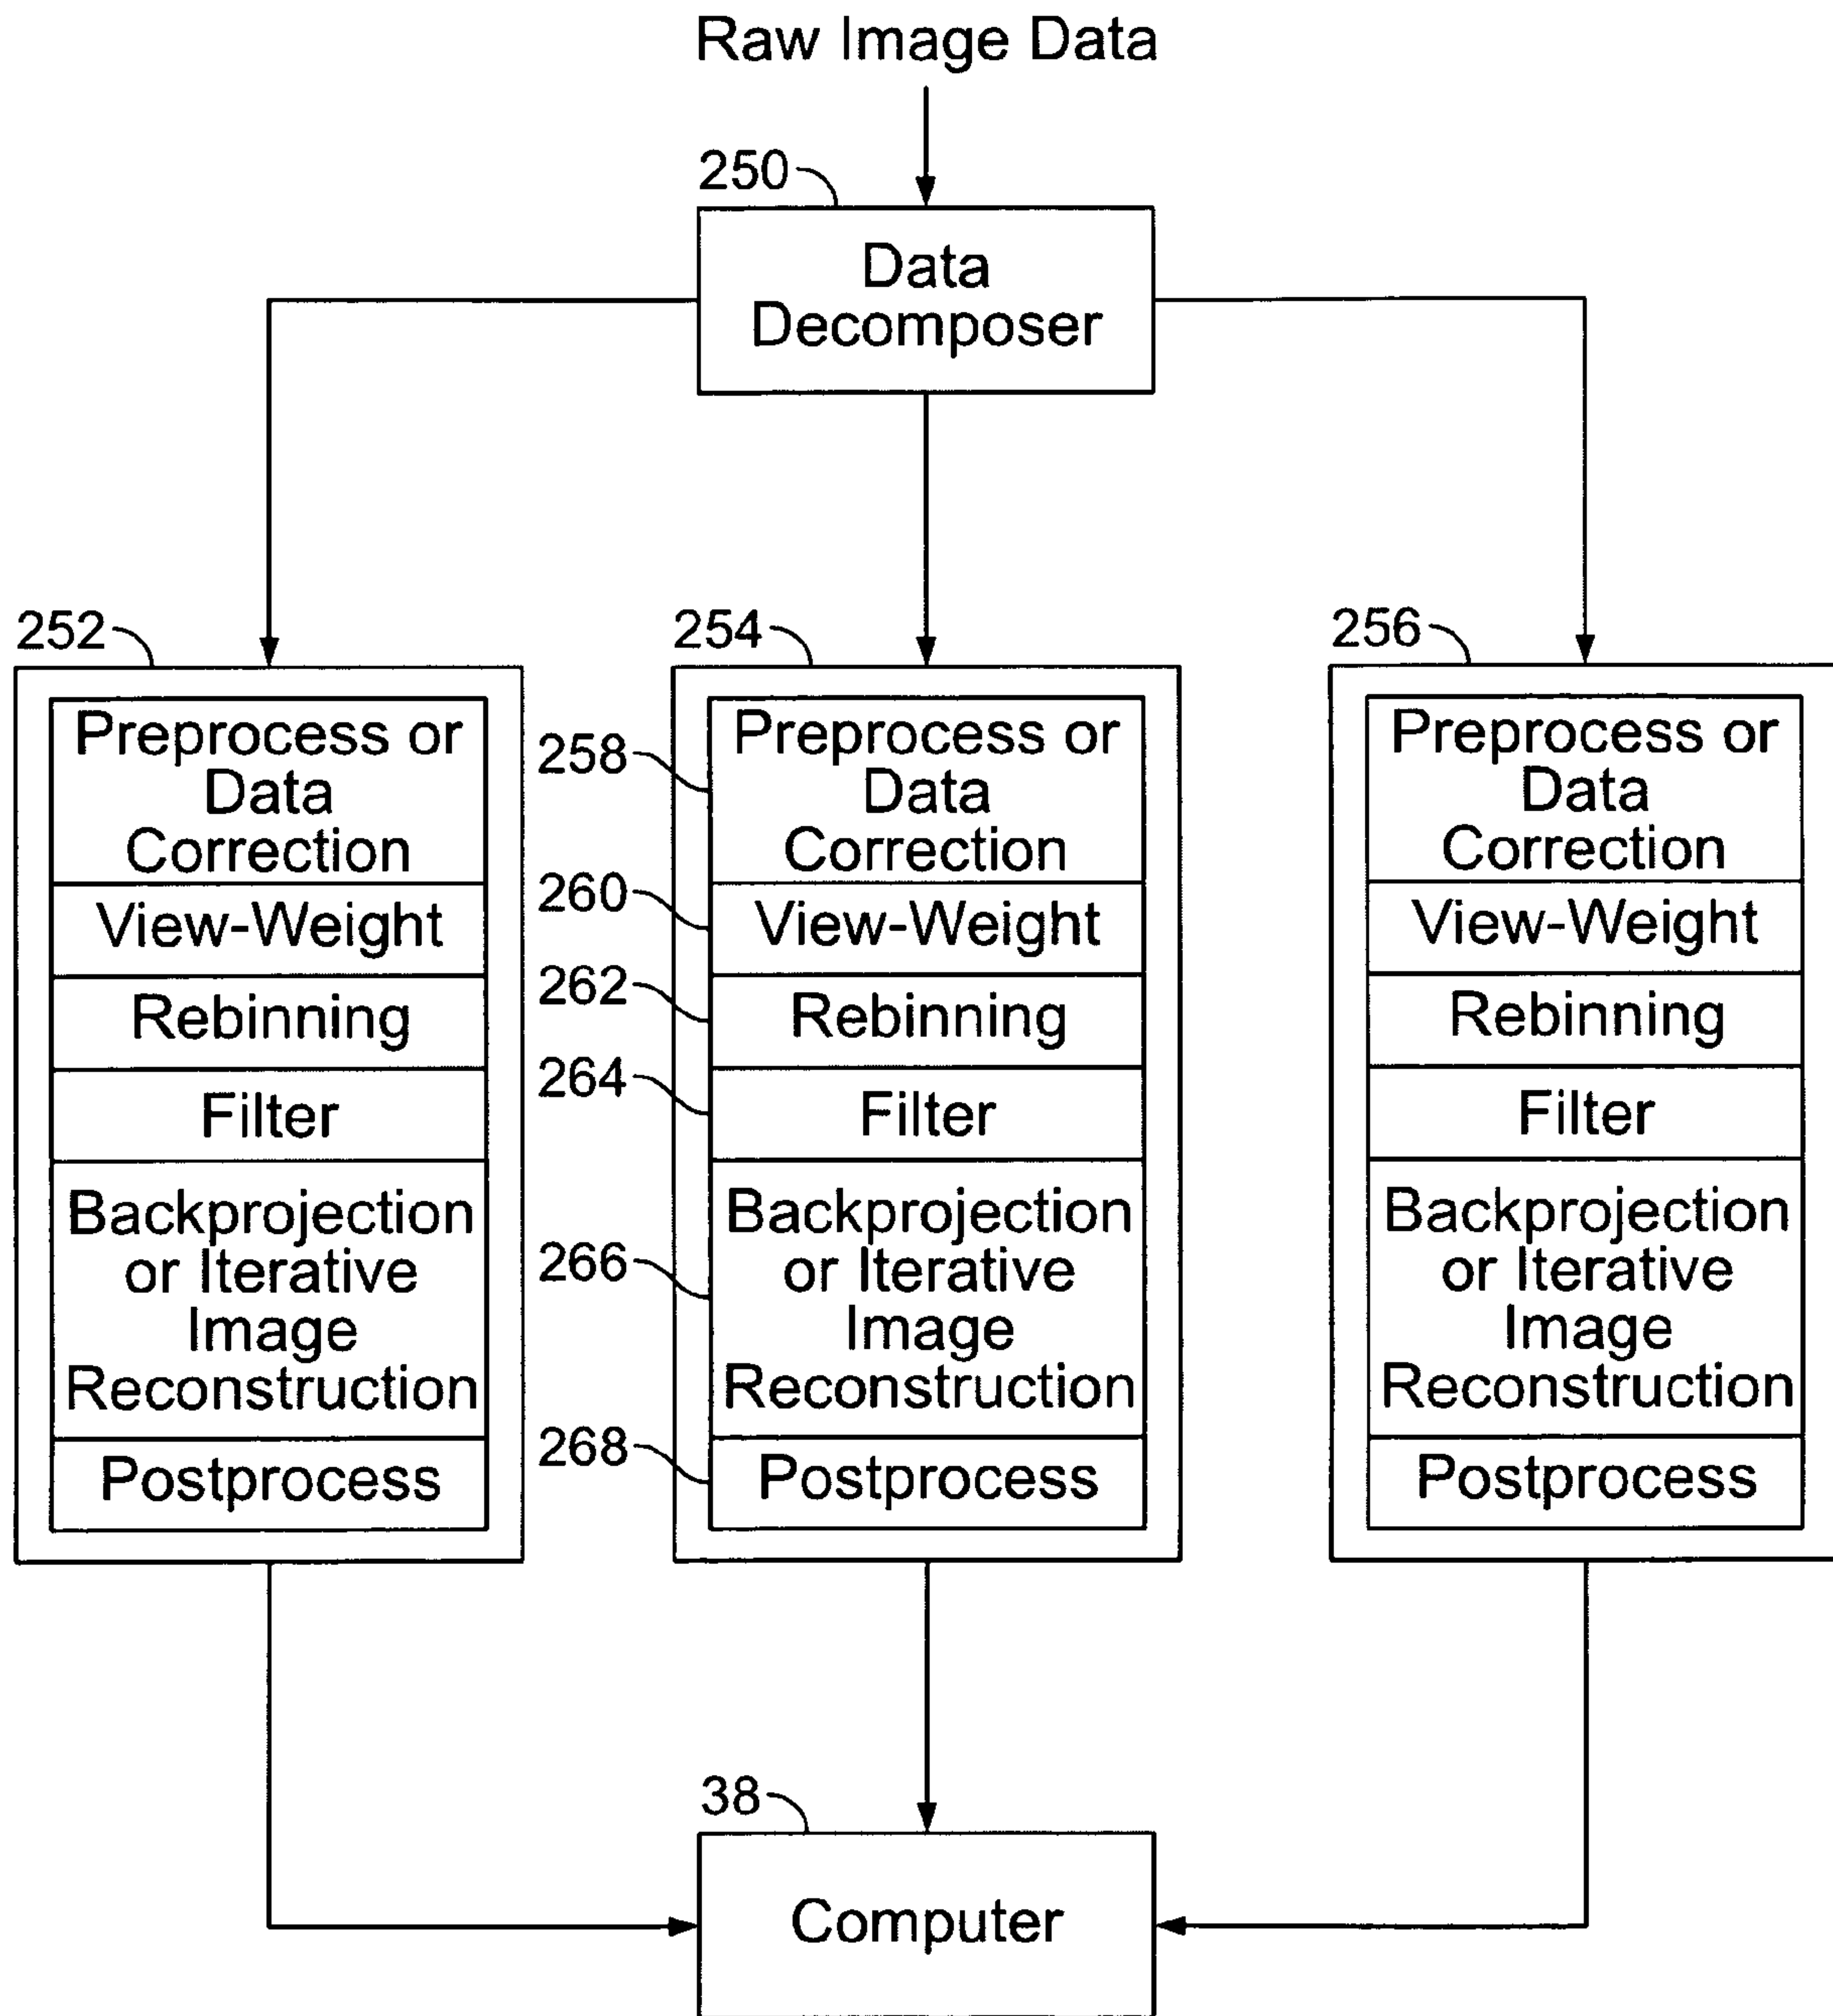 Raw Image Data
250
Data
Decomposer
252
Preprocess or
Data
Correction
View-Weight
Rebinning
Filter
Backprojection
or Iterative
Image
Reconstruction
Postprocess
254
258
Preprocess or
Data
Correction
260
View-Weight
262
Rebinning
264
Filter
266
Backprojection
or Iterative
Image
Reconstruction
268
Postprocess
256
Preprocess or
Data
Correction
View-Weight
Rebinning
Filter
Backprojection
or Iterative
Image
Reconstruction
Postprocess
38
Computer